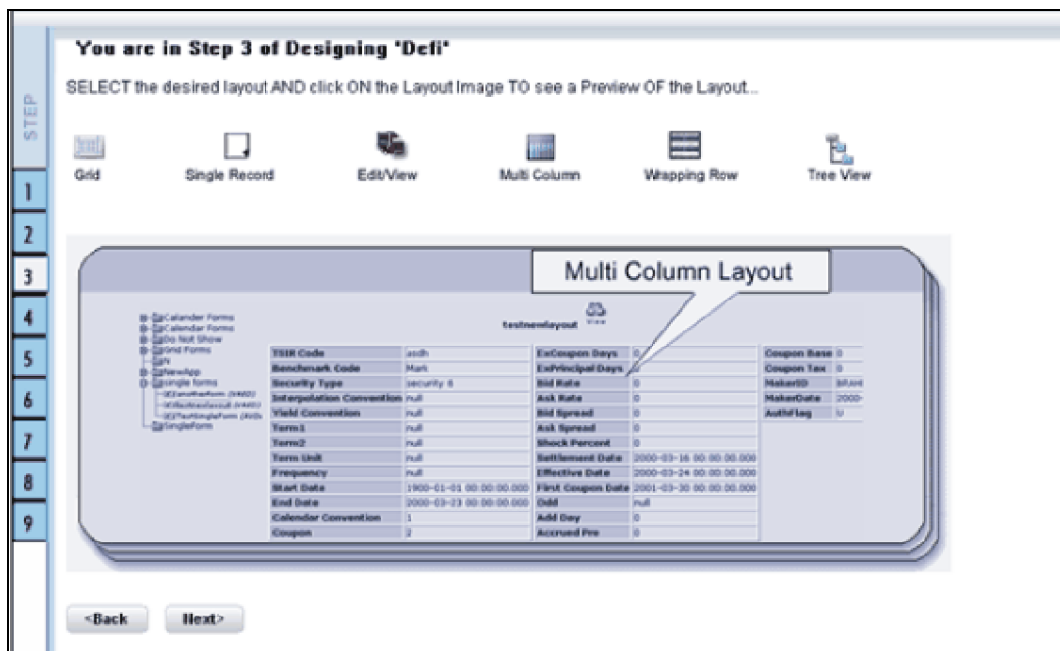 You are in Step 3 of Designing 'Defi'
SELECT the desired layout AND click ON the Layout Image TO see a Preview OF the Layout...
STEP
1
2
3
4
5
6
7
8
9
Grid
Single Record
Edit/View
Multi Column
Wrapping Row
Tree View
Multi Column Layout
View
testnewlayout
Calander Forms
Calendar Forms
Do Not Show
Grid Forms
N
NewApp
single forms
SingleForm
TSIR Code asdh
Benchmark Code Mark
Security Type security 6
Interpolation Convention null
Yield Convention null
Term1 null
Term2 null
Term Unit null
Frequency null
Start Date 1900-01-01 00:00:00.000
End Date 2000-03-23 00:00:00.000
Calendar Convention 1
Coupon 2
ExCoupon Days 0
ExPrincipal Days
Bid Rate 0
Ask Rate 0
Bid Spread 0
Ask Spread 0
Shock Percent 0
Settlement Date 2000-03-16 00:00:00.000
Effective Date 2000-03-24 00:00:00.000
First Coupon Date 2001-03-30 00:00:00.000
Odd null
Add Day 0
Accrued Pre 0
Coupon Base 0
Coupon Tax 0
MakerID
MakerDate 2000-
AuthFlag U
<Back
Next>